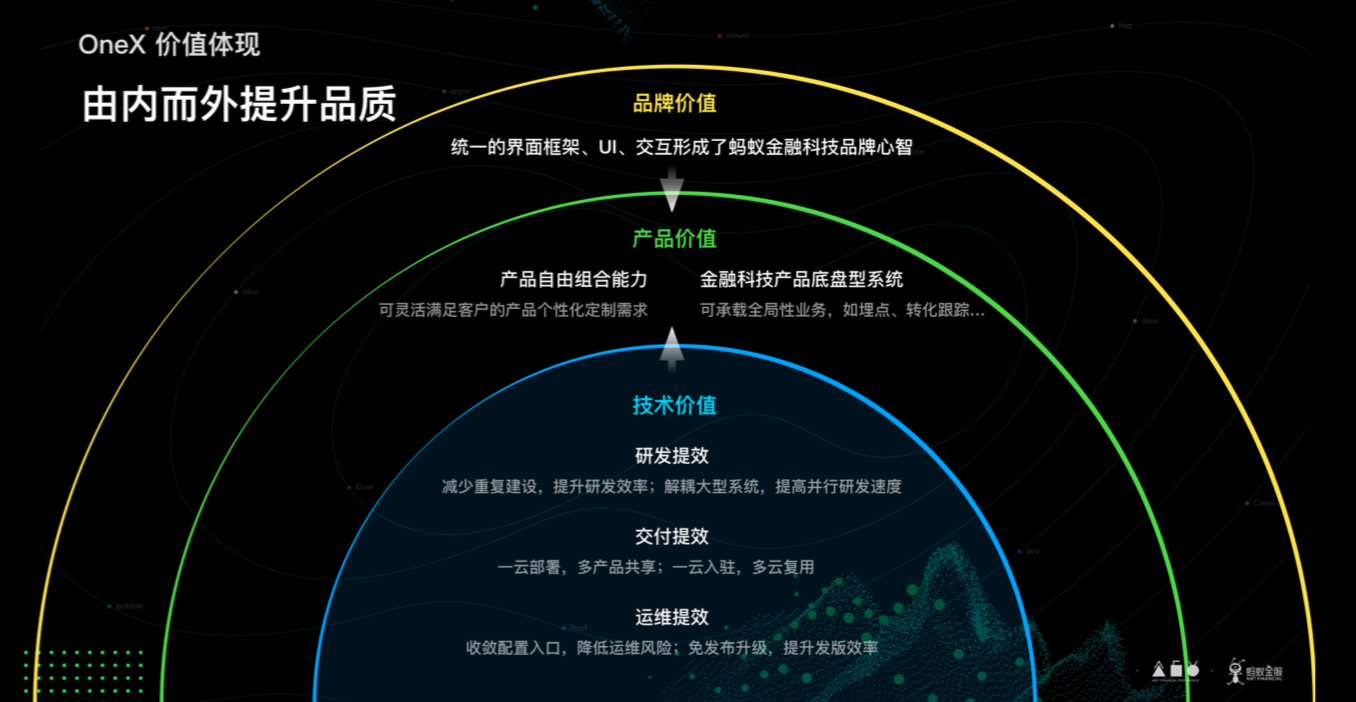 OneX 价值体现
由内而外提升品质
品牌价值
统一的界面框架、UI、交互形成了蚂蚁金融科技品牌心智
产品价值
产品自由组合能力
可灵活满足客户的产品个性化定制需求
金融科技产品底盘型系统
可承载全局性业务，如埋点、转化跟踪...
技术价值
研发提效
减少重复建设，提升研发效率；解耦大型系统，提高并行研发速度
交付提效
一云部署，多产品共享；一云入驻，多云复用
运维提效
收敛配置入口，降低运维风险；免发布升级，提升发版效率
cloud
fog
lake
dew
River
bubble
蚂蚁金服
ANT FINANCIAL